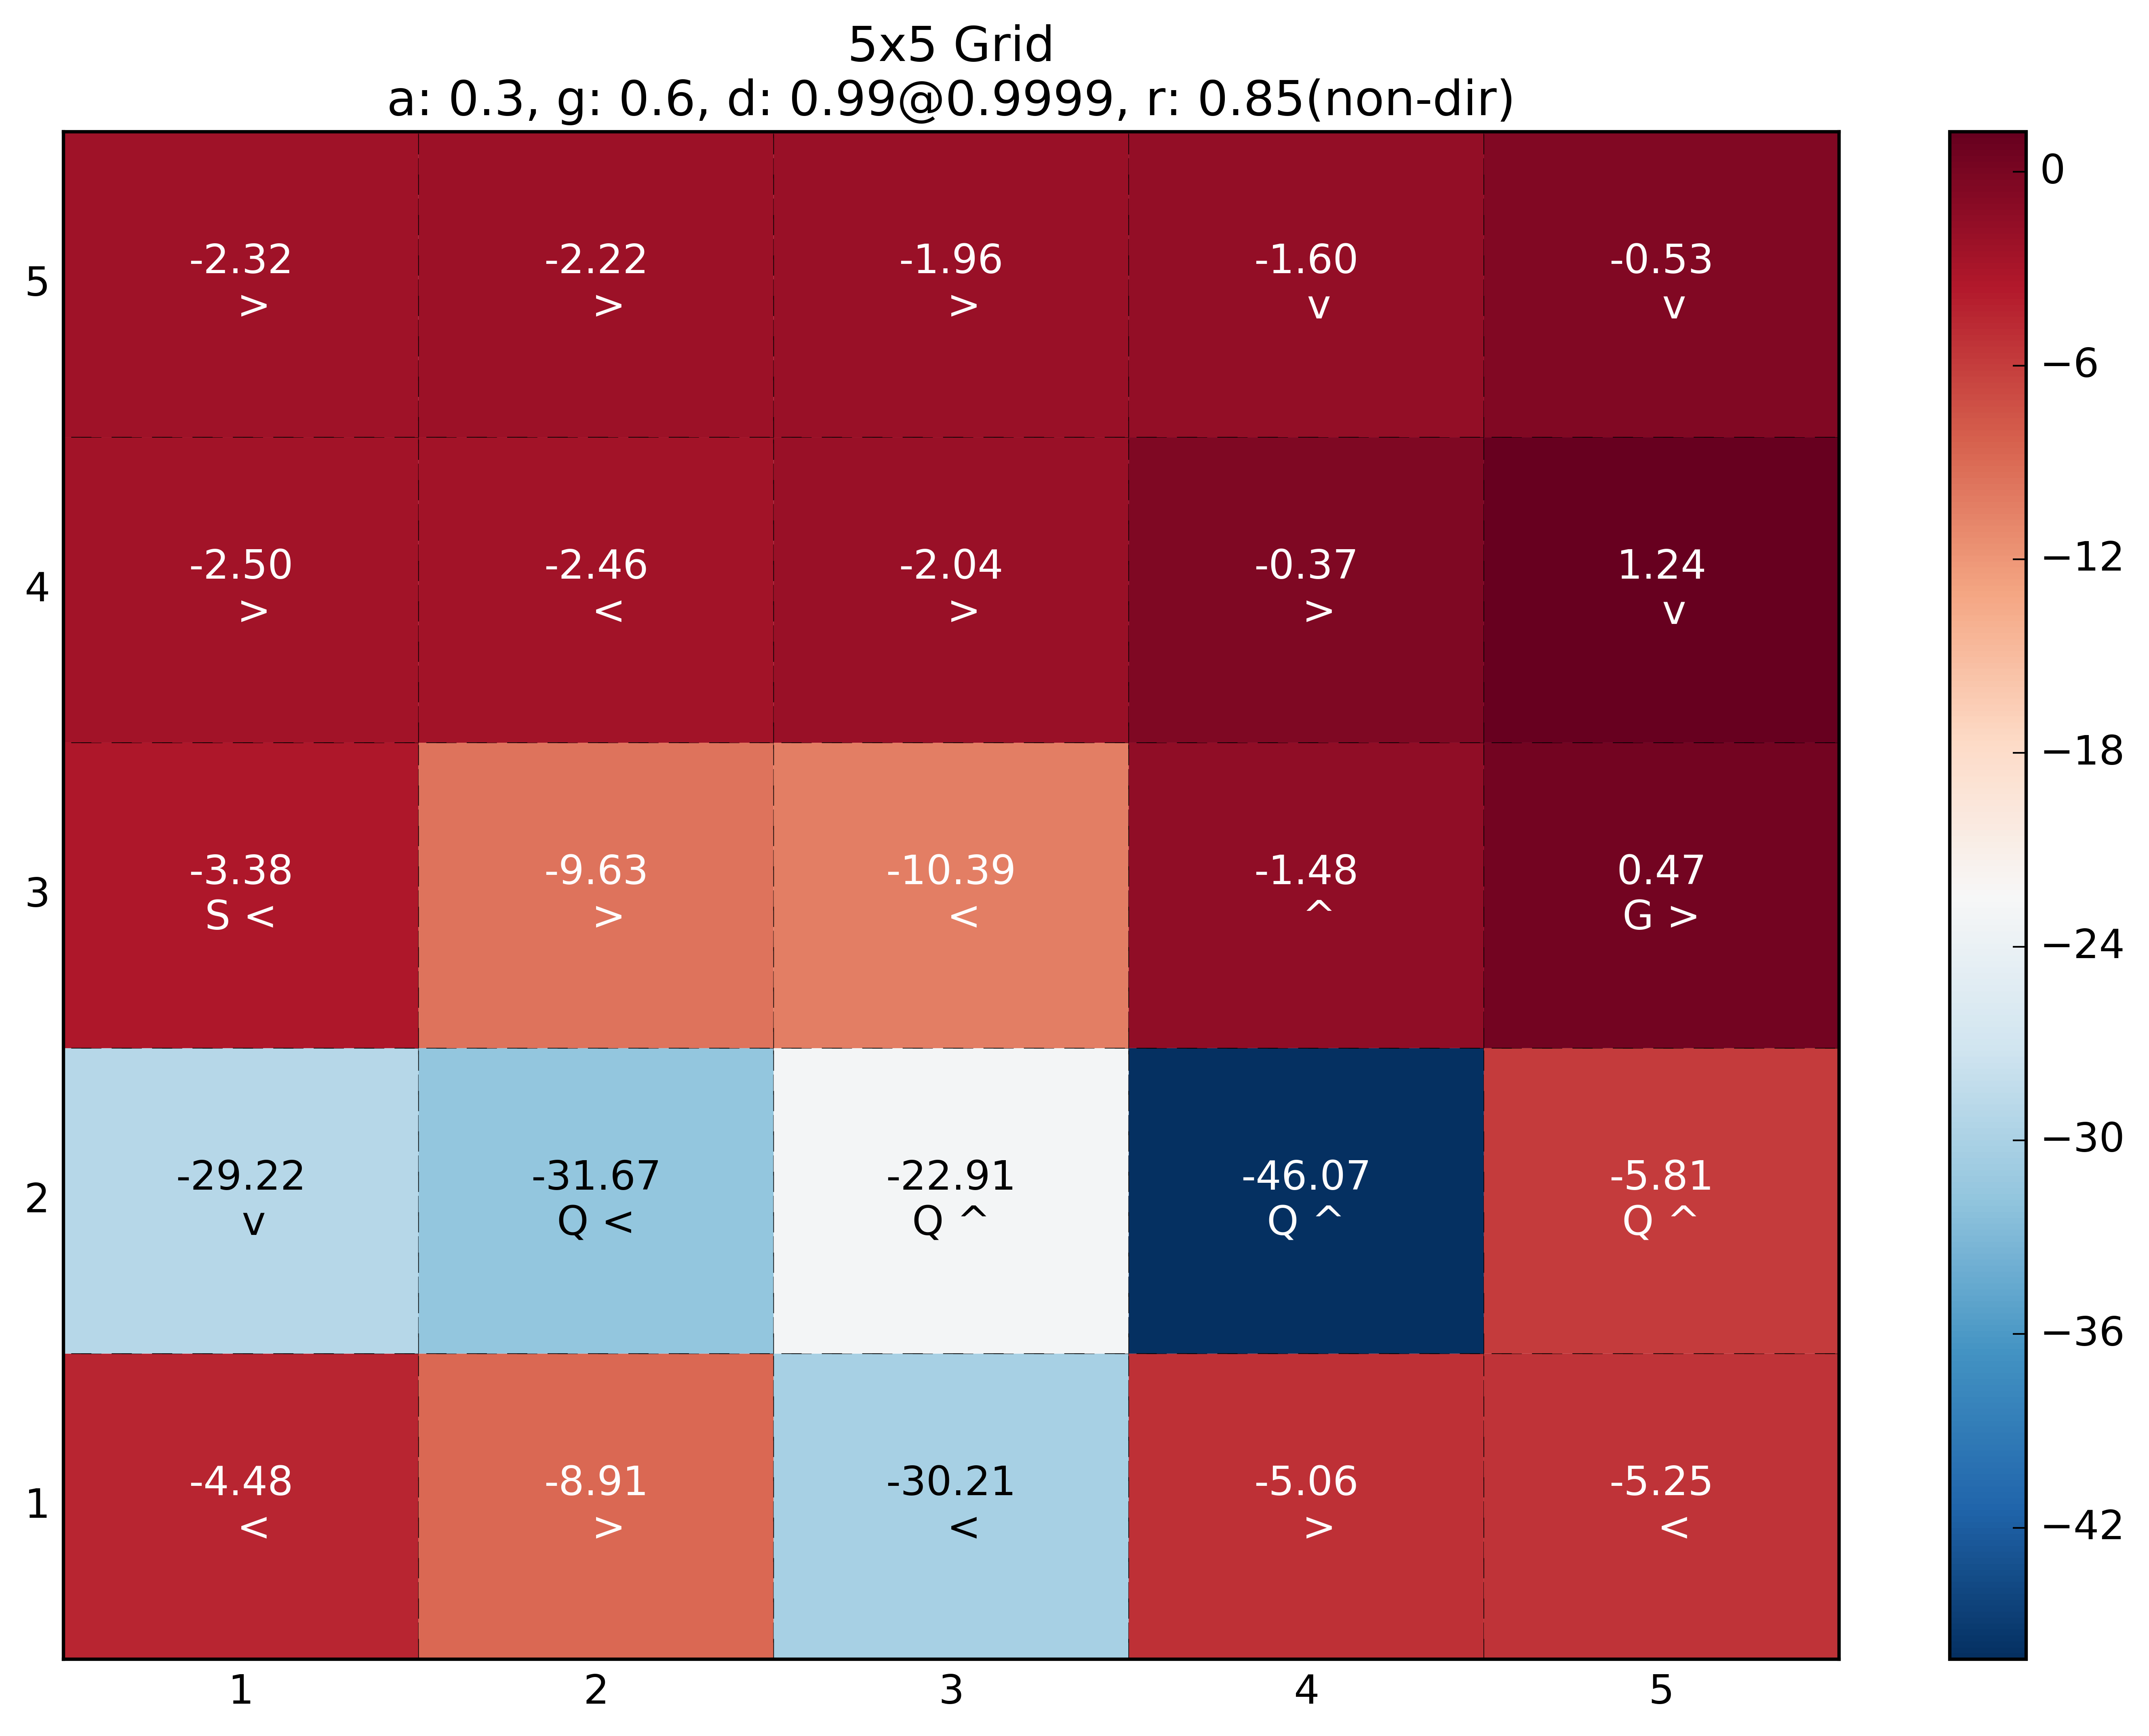 5x5 Grid
a: 0.3, g: 0.6, d: 0.99@0.9999, r: 0.85(non-dir)
5
-2.32 -2.22 -1.96 -1.60 -0.53
> > > v v
4
-2.50 -2.46 -2.04 -0.37 1.24
> < > > v
3
-3.38 -9.63 -10.39 -1.48 0.47
S < > < ^ G >
2
-29.22 -31.67 -22.91 -46.07 -5.81
v Q < Q ^ Q ^ Q ^
1
-4.48 -8.91 -30.21 -5.06 -5.25
< > < > <
1 2 3 4 5
0
−6
−12
−18
−24
−30
−36
−42